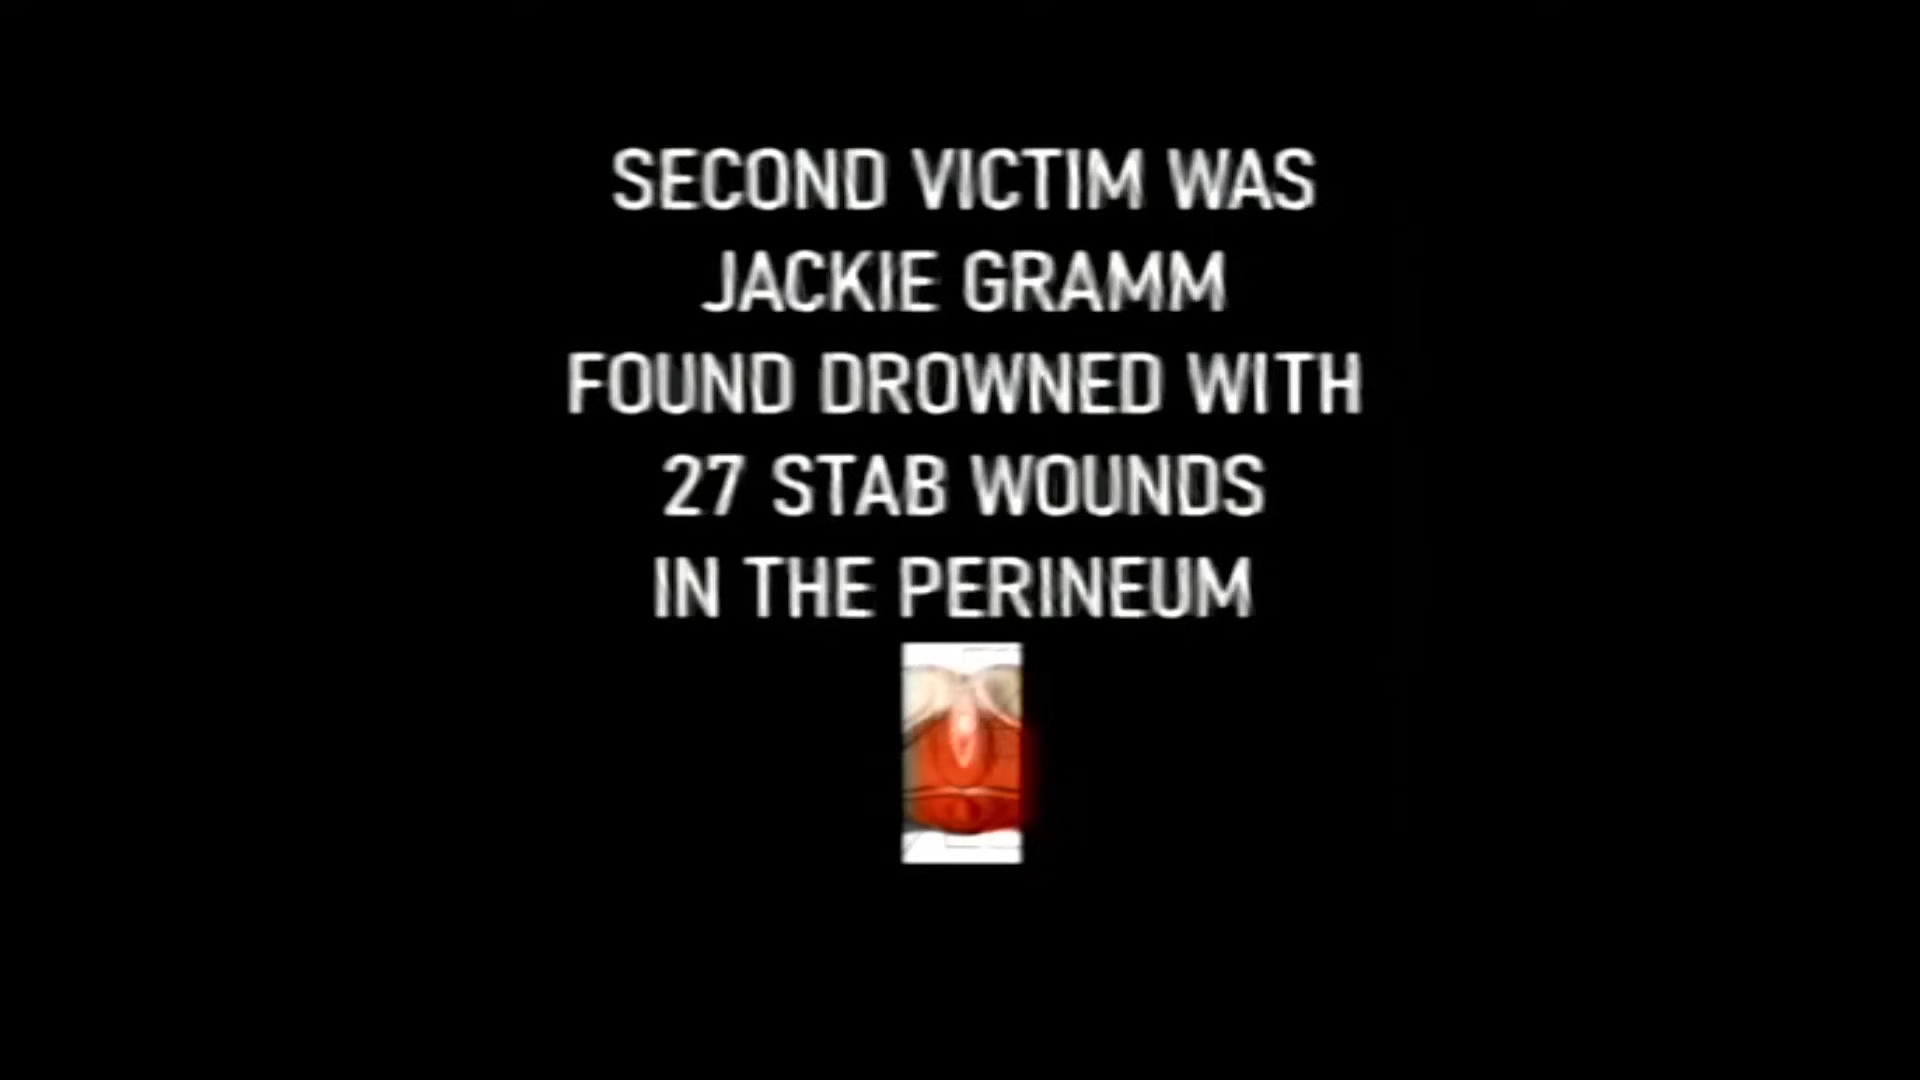 SECOND VICTIM WAS
JACKIE GRAMM
FOUND DROWNED WITH
27 STAB WOUNDS
IN THE PERINEUM